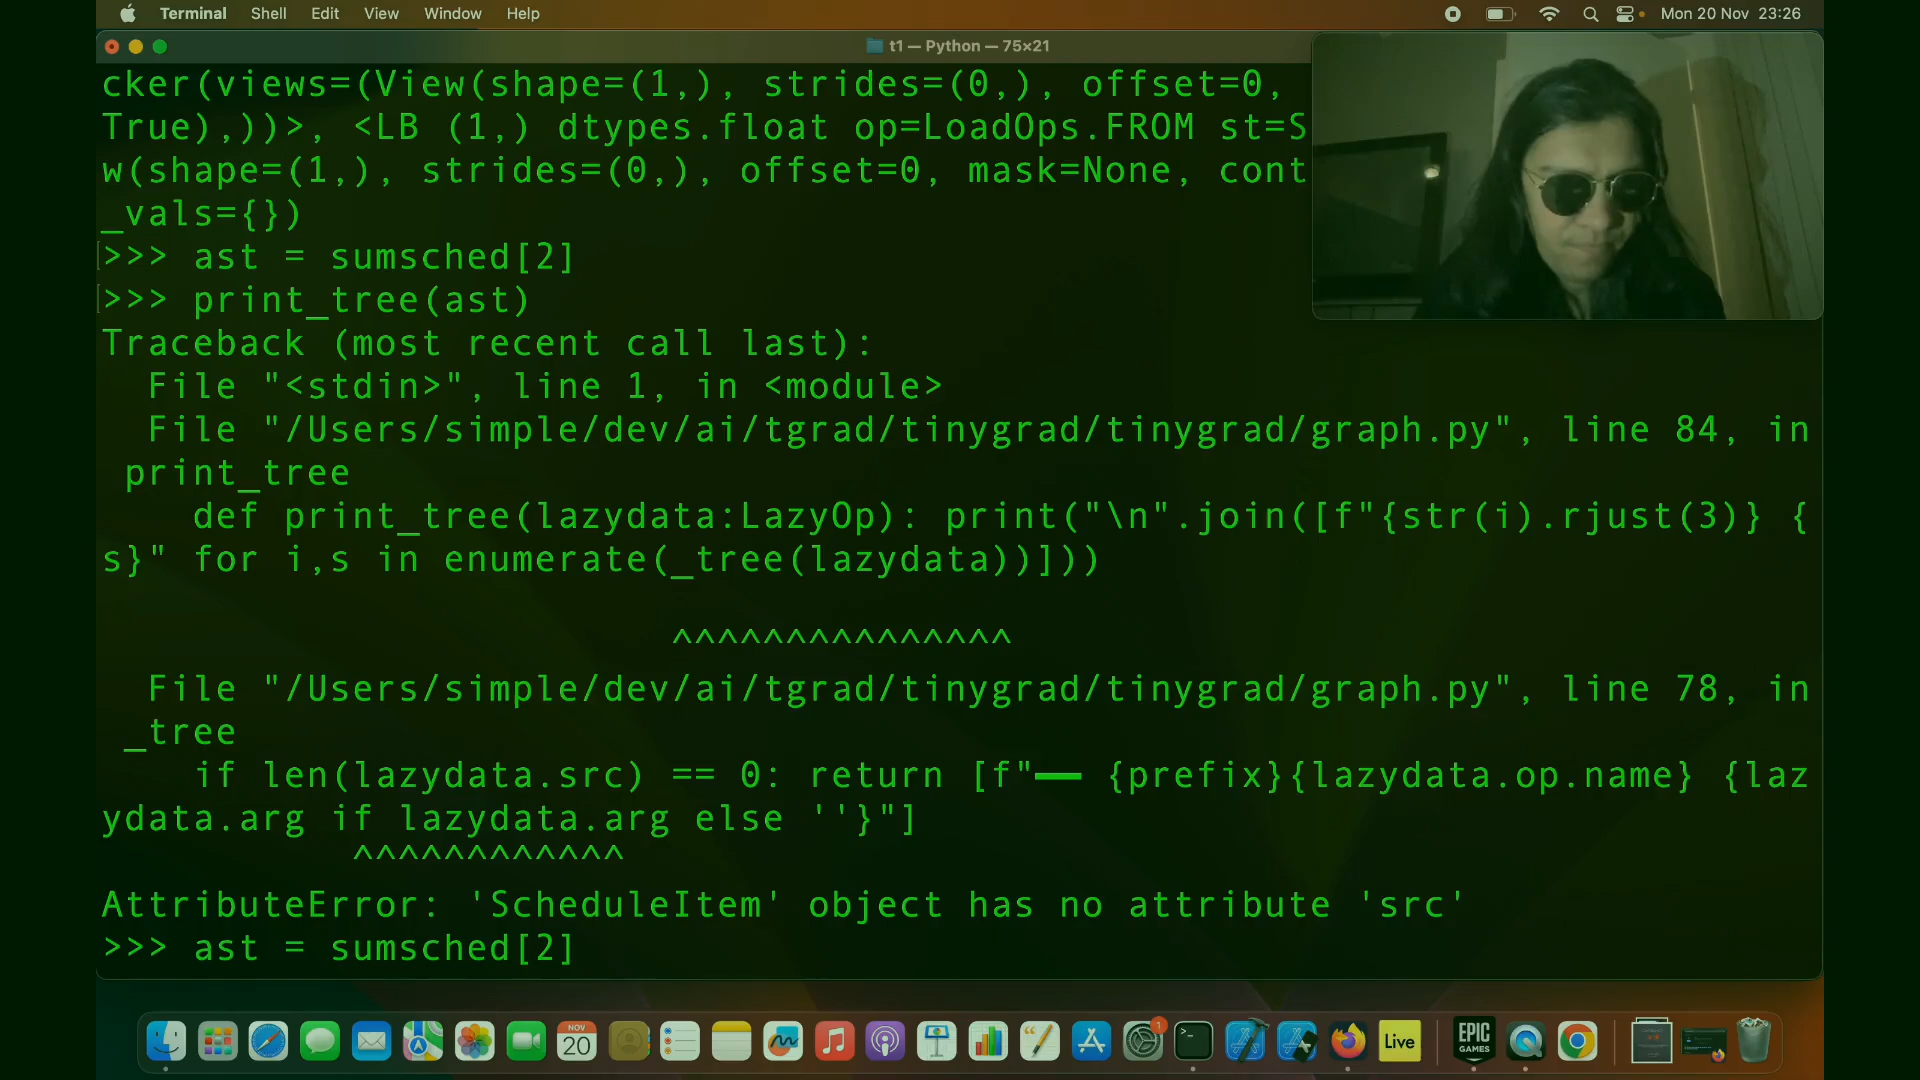 Terminal Shell Edit View Window Help Mon 20 Nov 23:26
t1 — Python — 75×21
cker(views=(View(shape=(1,), strides=(0,), offset=0,
True),))>, <LB (1,) dtypes.float op=LoadOps.FROM st=S
w(shape=(1,), strides=(0,), offset=0, mask=None, cont
_vals={})
>>> ast = sumsched[2]
>>> print_tree(ast)
Traceback (most recent call last):
  File "<stdin>", line 1, in <module>
  File "/Users/simple/dev/ai/tgrad/tinygrad/tinygrad/graph.py", line 84, in
 print_tree
    def print_tree(lazydata:LazyOp): print("\n".join([f"{str(i).rjust(3)} {
s}" for i,s in enumerate(_tree(lazydata))]))
                         ^^^^^^^^^^^^^^^
  File "/Users/simple/dev/ai/tgrad/tinygrad/tinygrad/graph.py", line 78, in
 _tree
    if len(lazydata.src) == 0: return [f"━━ {prefix}{lazydata.op.name} {laz
ydata.arg if lazydata.arg else ''}"]
           ^^^^^^^^^^^^
AttributeError: 'ScheduleItem' object has no attribute 'src'
>>> ast = sumsched[2]
NOV
20
1
Live
EPIC
GAMES